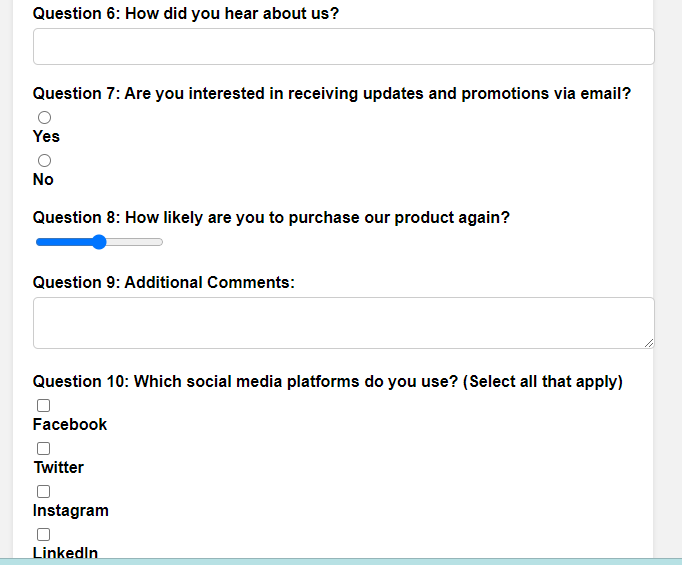 Question 6: How did you hear about us?
Question 7: Are you interested in receiving updates and promotions via email?
Yes
No
Question 8: How likely are you to purchase our product again?
Question 9: Additional Comments:
Question 10: Which social media platforms do you use? (Select all that apply)
Facebook
Twitter
Instagram
LinkedIn